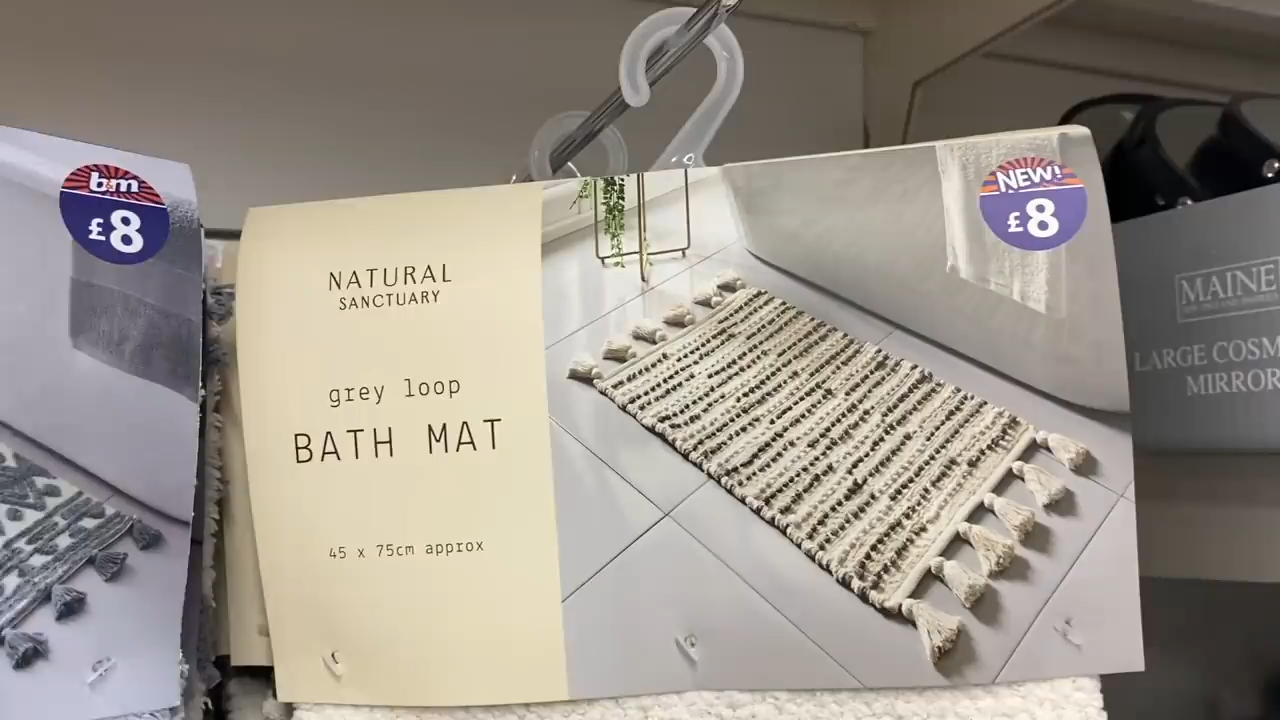 bm
£8
NATURAL
SANCTUARY
grey loop
BATH MAT
45 x 75cm approx
NEW!
£8
MAINE
LARGE COSM
MIRROR